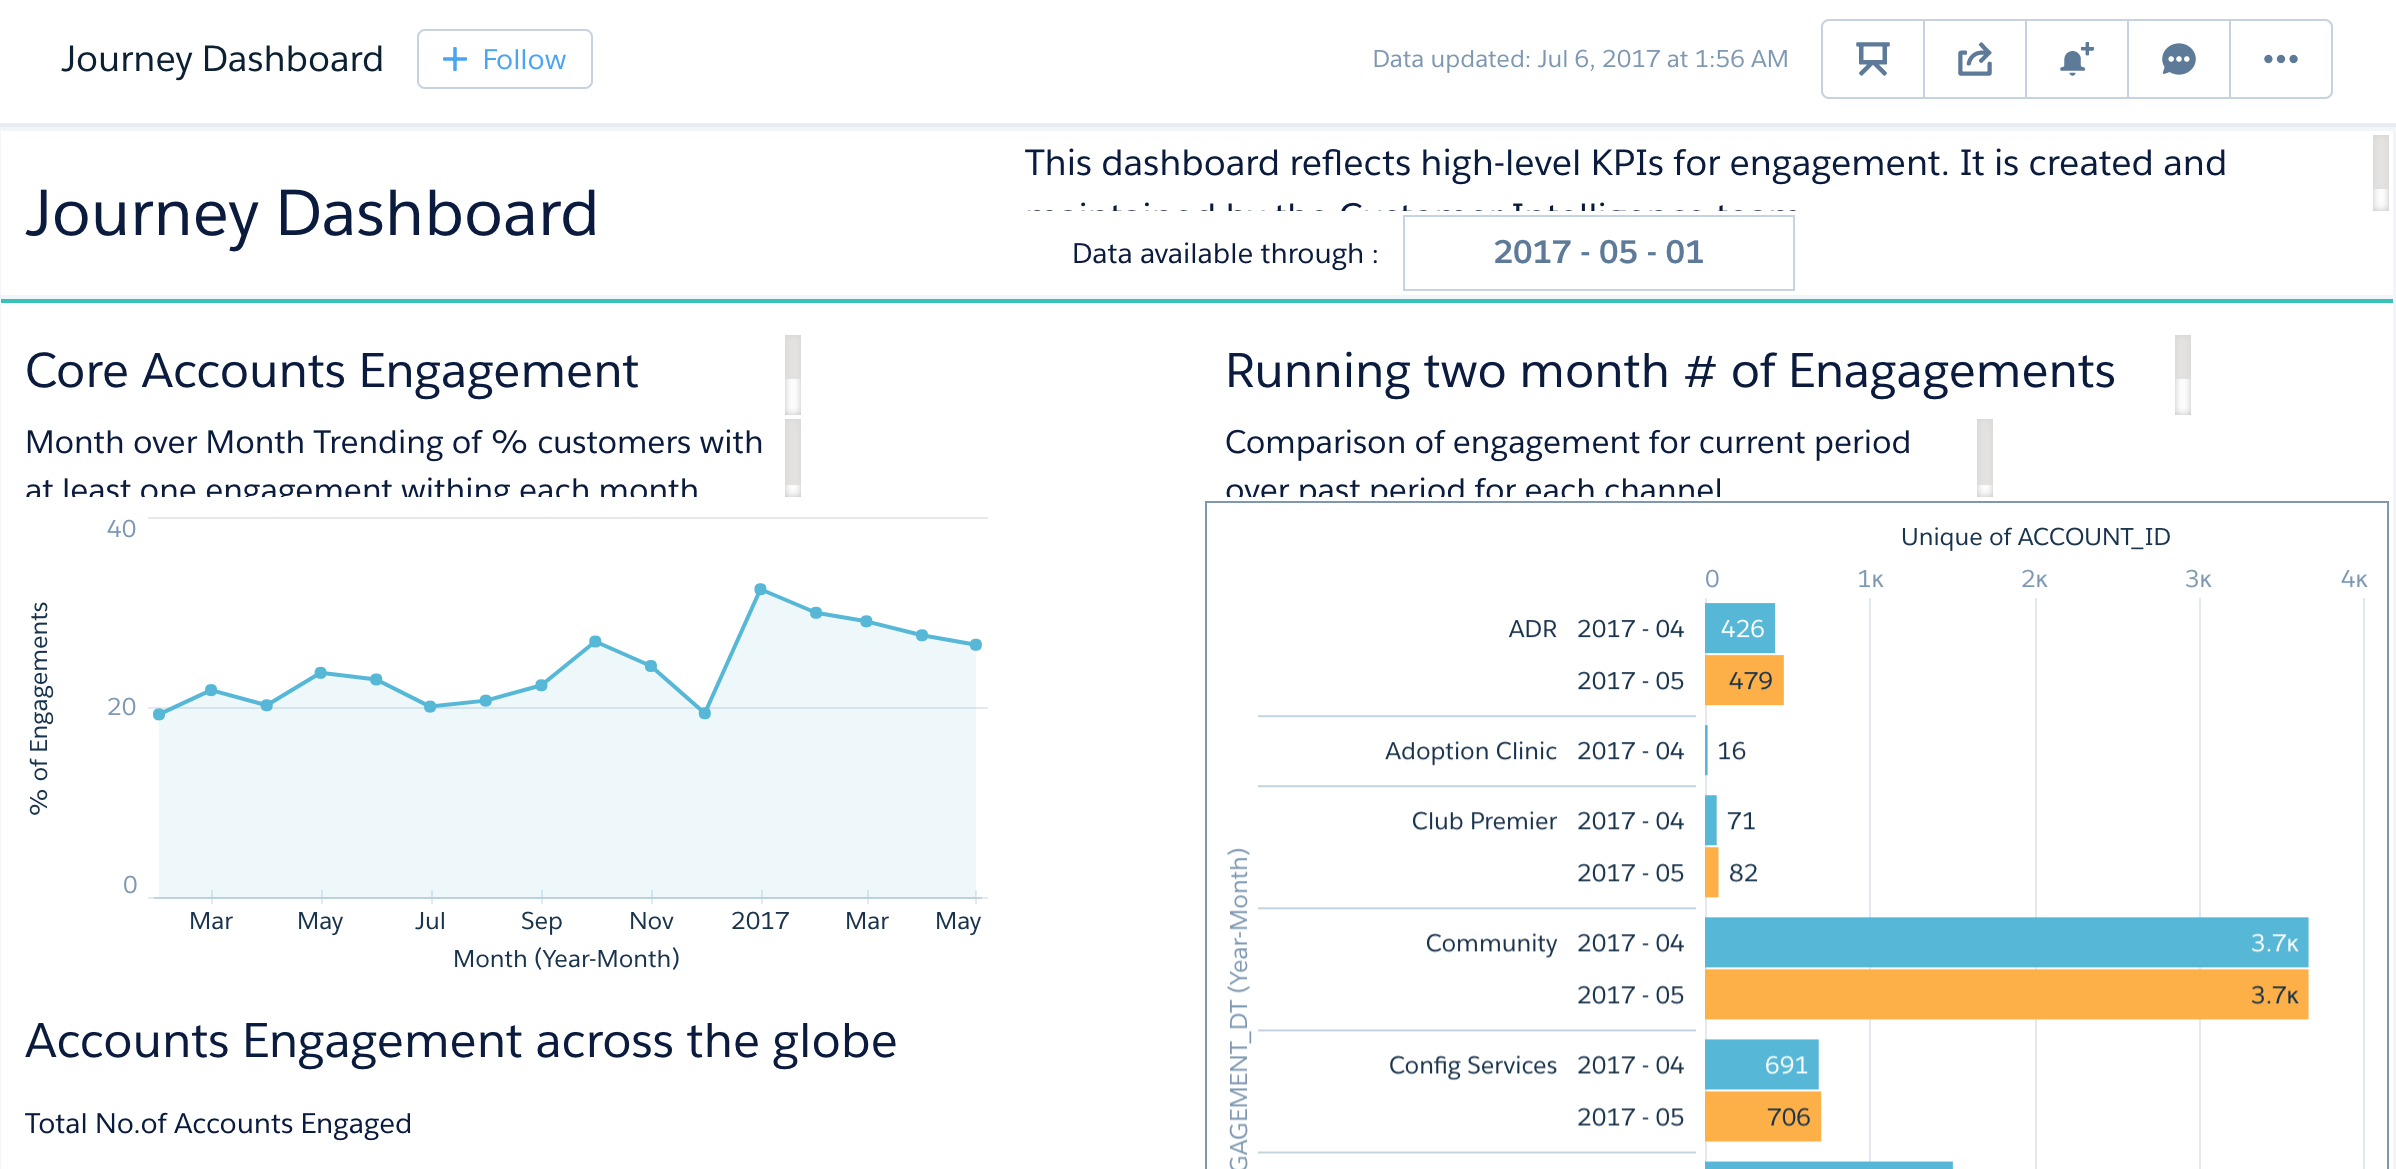 Journey Dashboard
Follow
Data updated: Jul 6, 2017 at 1:56 AM
Journey Dashboard
This dashboard reflects high-level KPIs for engagement. It is created and
maintained by the Customer Intelligence team
Data available through :
2017 - 05 - 01
Core Accounts Engagement
Month over Month Trending of % customers with
at least one engagement withing each month
40
20
0
% of Engagements
Mar May Jul Sep Nov 2017 Mar May
Month (Year-Month)
Accounts Engagement across the globe
Total No.of Accounts Engaged
Running two month # of Enagagements
Comparison of engagement for current period
over past period for each channel
Unique of ACCOUNT_ID
0 1K 2K 3K 4K
GAGEMENT_DT (Year-Month)
ADR 2017 - 04 426
2017 - 05 479
Adoption Clinic 2017 - 04 16
Club Premier 2017 - 04 71
2017 - 05 82
Community 2017 - 04 3.7K
2017 - 05 3.7K
Config Services 2017 - 04 691
2017 - 05 706